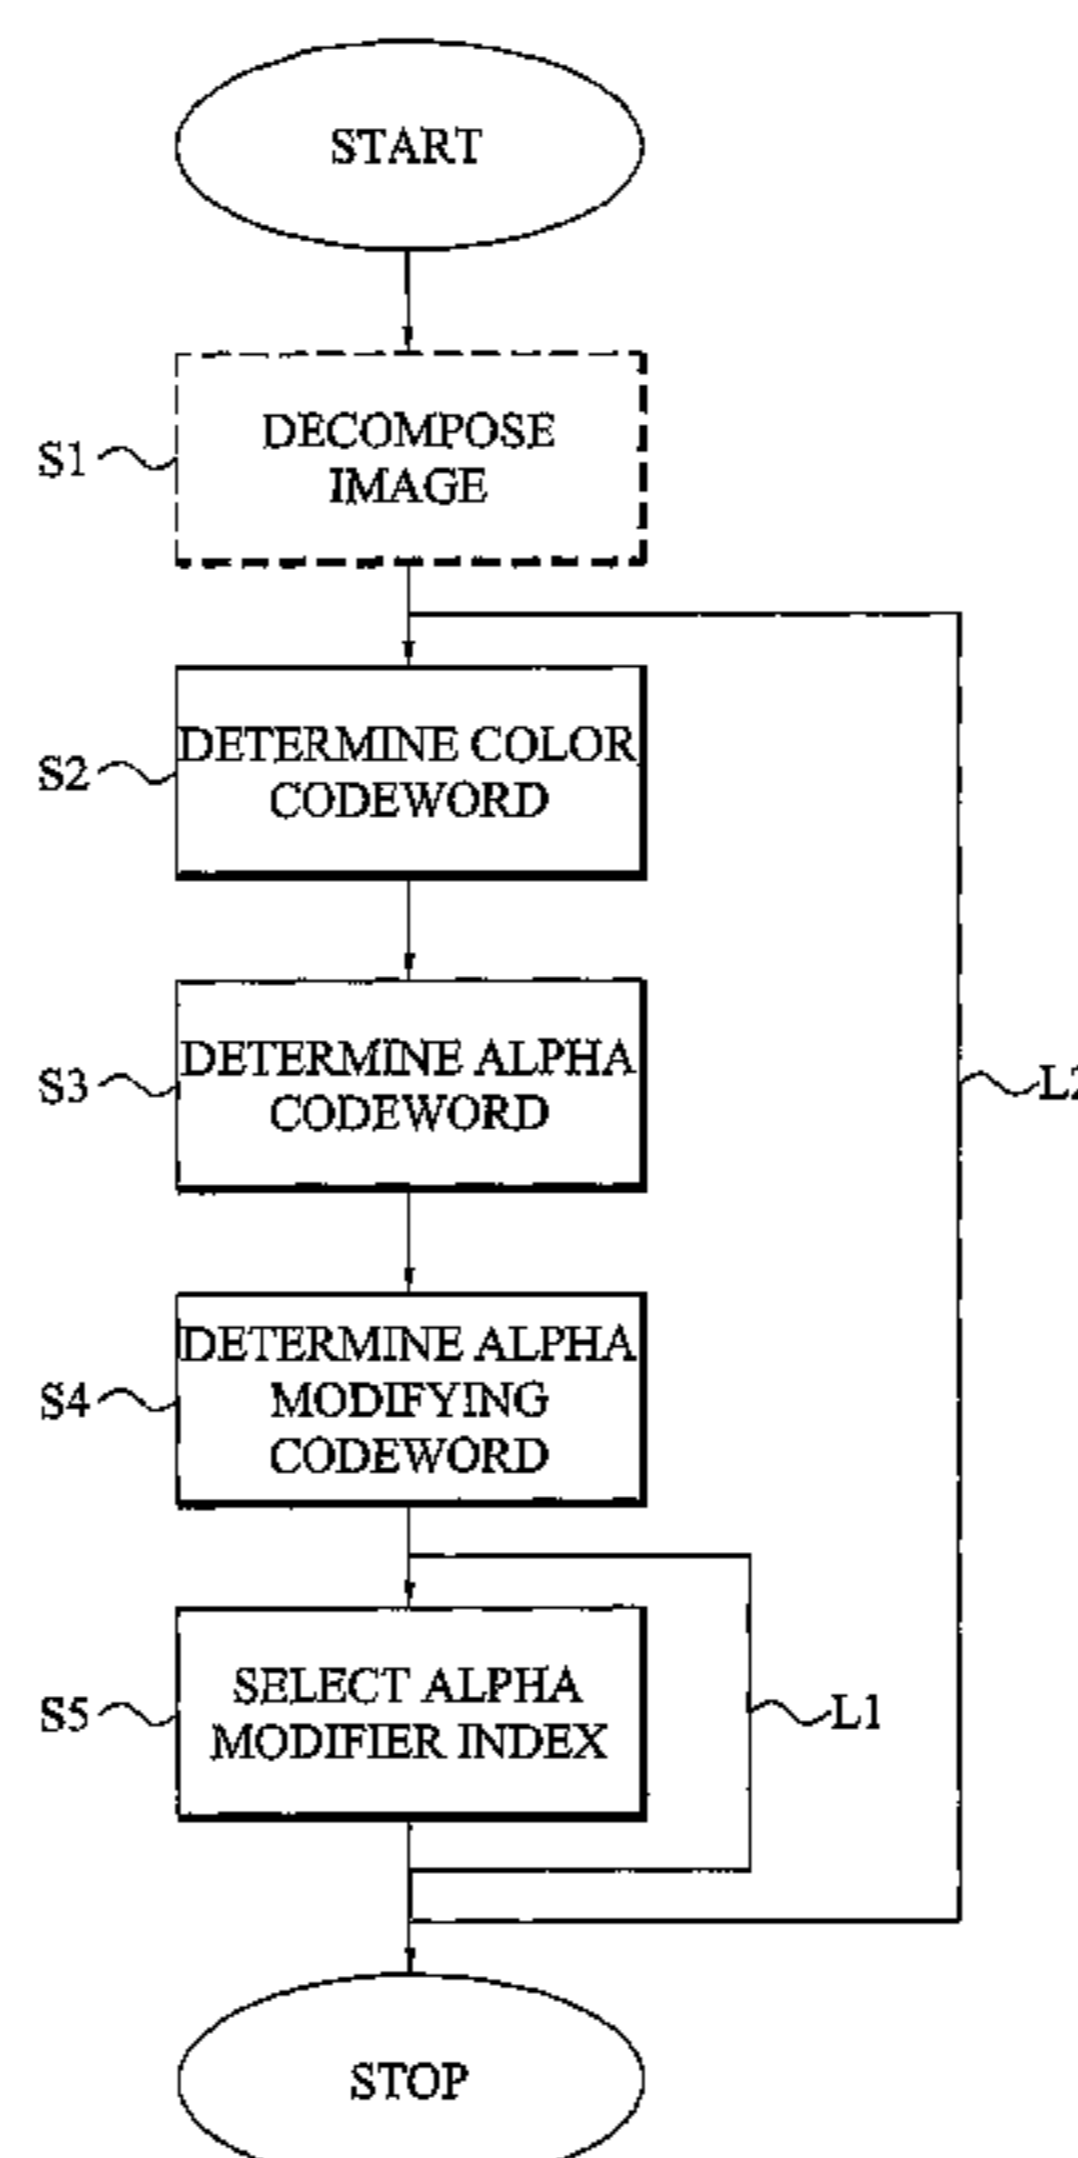 START
S1
DECOMPOSE
IMAGE
S2
DETERMINE COLOR
CODEWORD
S3
DETERMINE ALPHA
CODEWORD
L2
S4
DETERMINE ALPHA
MODIFYING
CODEWORD
S5
SELECT ALPHA
MODIFIER INDEX
L1
STOP